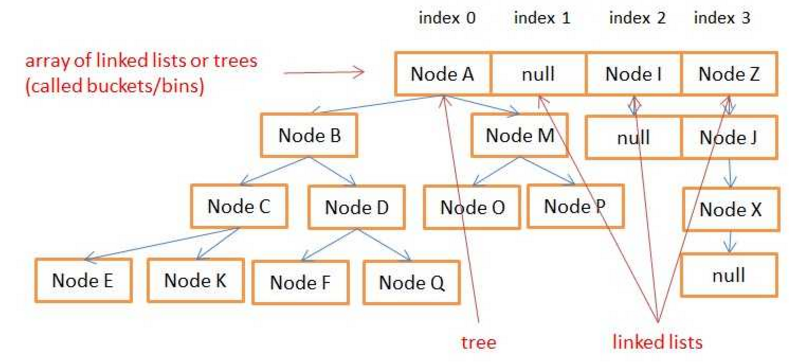 index 0 index 1 index 2 index 3
array of linked lists or trees
(called buckets/bins)
Node A null Node I Node Z
Node B Node M null Node J
Node C Node D Node O Node P Node X
Node E Node K Node F Node Q null
tree linked lists